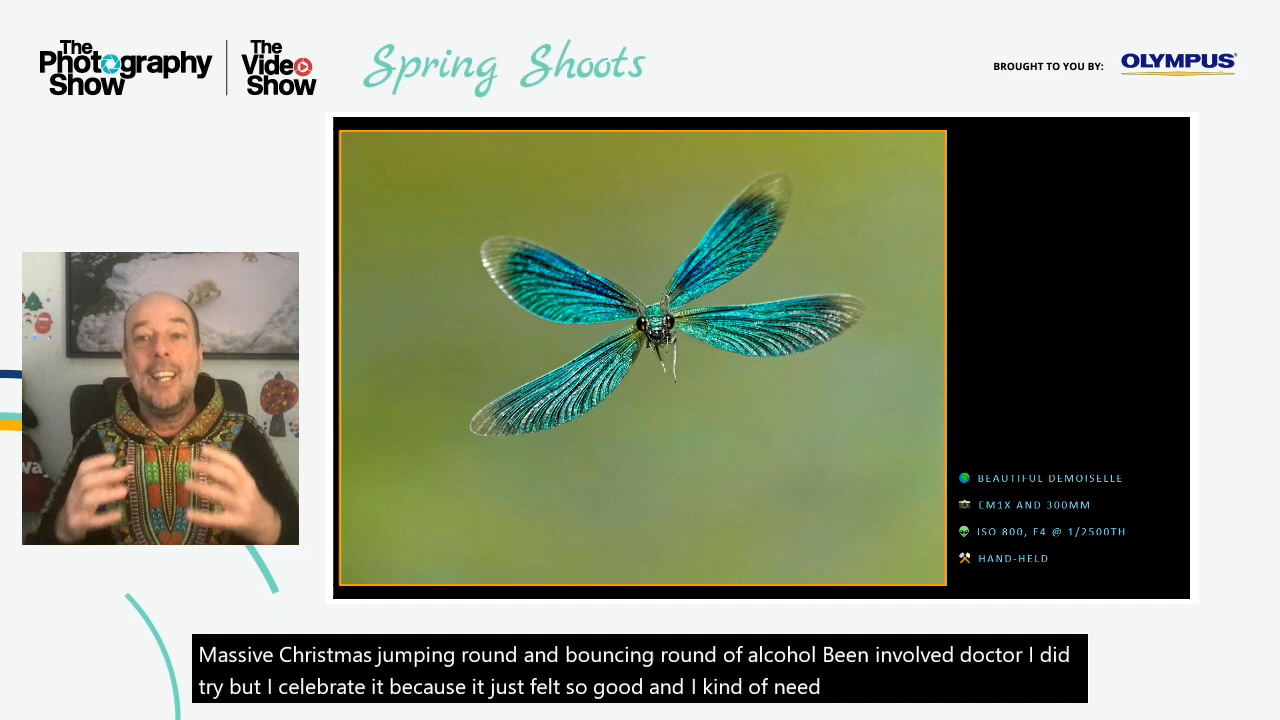 The
Photography
Show
The
Video
Show
Spring Shoots
BROUGHT TO YOU BY:
OLYMPUS
BEAUTIFUL DEMOISELLE
EM1X AND 300MM
ISO 800, F4 @ 1/2500TH
HAND-HELD
Massive Christmas jumping round and bouncing round of alcohol Been involved doctor I did
try but I celebrate it because it just felt so good and I kind of need